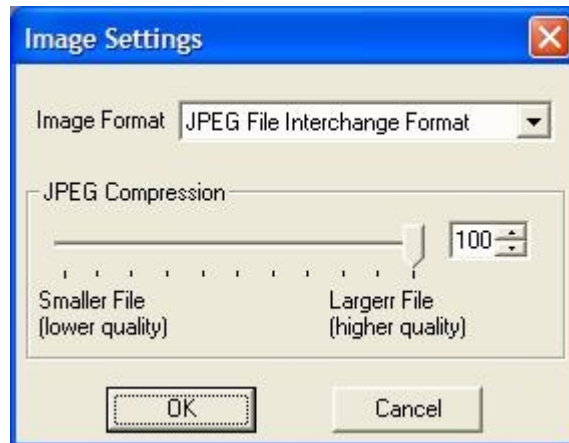 Image Settings
Image Format JPEG File Interchange Format
JPEG Compression
100
Smaller File Largerr File
(lower quality) (higher quality)
OK Cancel